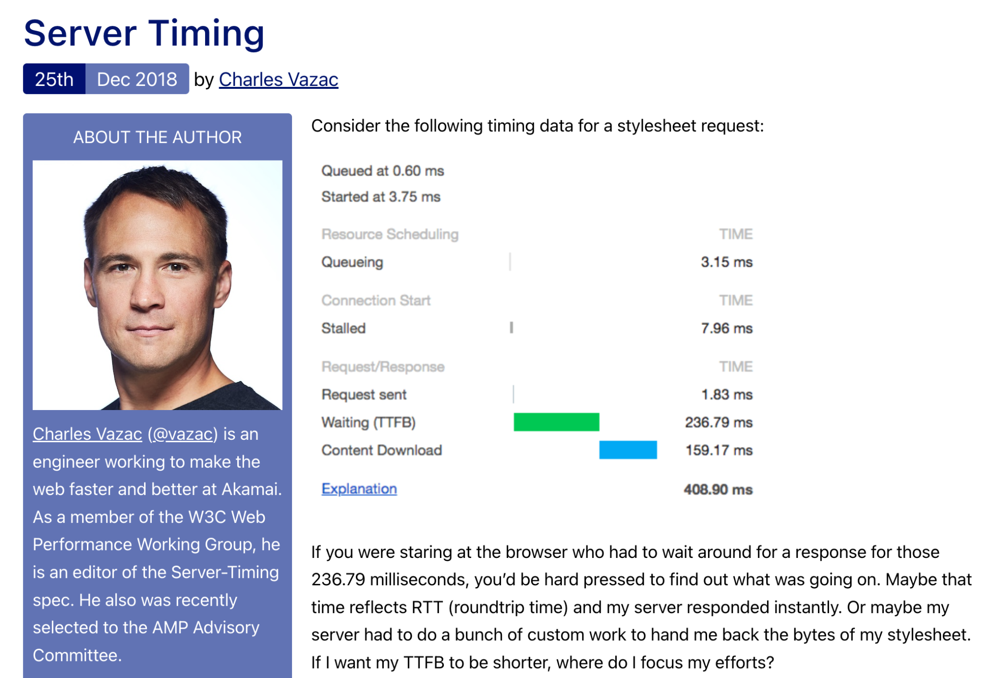 Server Timing
25th Dec 2018 by Charles Vazac
ABOUT THE AUTHOR
Charles Vazac (@vazac) is an
engineer working to make the
web faster and better at Akamai.
As a member of the W3C Web
Performance Working Group, he
is an editor of the Server-Timing
spec. He also was recently
selected to the AMP Advisory
Committee.
Consider the following timing data for a stylesheet request:
Queued at 0.60 ms
Started at 3.75 ms
Resource Scheduling TIME
Queueing 3.15 ms
Connection Start TIME
Stalled 7.96 ms
Request/Response TIME
Request sent 1.83 ms
Waiting (TTFB) 236.79 ms
Content Download 159.17 ms
Explanation 408.90 ms
If you were staring at the browser who had to wait around for a response for those
236.79 milliseconds, you’d be hard pressed to find out what was going on. Maybe that
time reflects RTT (roundtrip time) and my server responded instantly. Or maybe my
server had to do a bunch of custom work to hand me back the bytes of my stylesheet.
If I want my TTFB to be shorter, where do I focus my efforts?